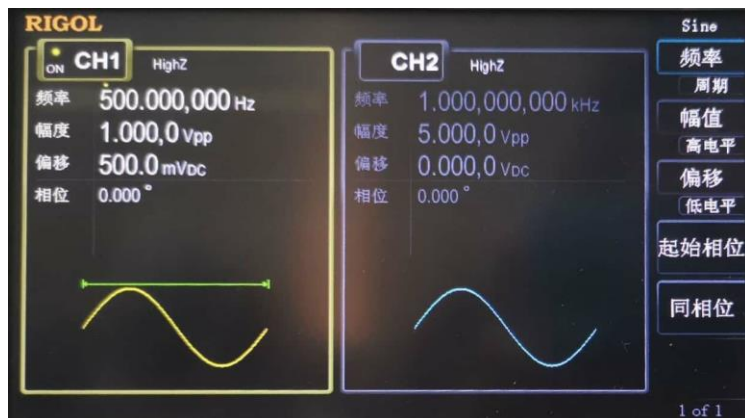 RIGOL
Sine
ON CH1 HighZ
频率 500.000,000 Hz
幅度 1.000,0 Vpp
偏移 500.0 mVDC
相位 0.000 °
CH2 HighZ
频率 1.000,000,000 kHz
幅度 5.000,0 Vpp
偏移 0.000,0 VDC
相位 0.000 °
频率
周期
幅值
高电平
偏移
低电平
起始相位
同相位
1 of 1